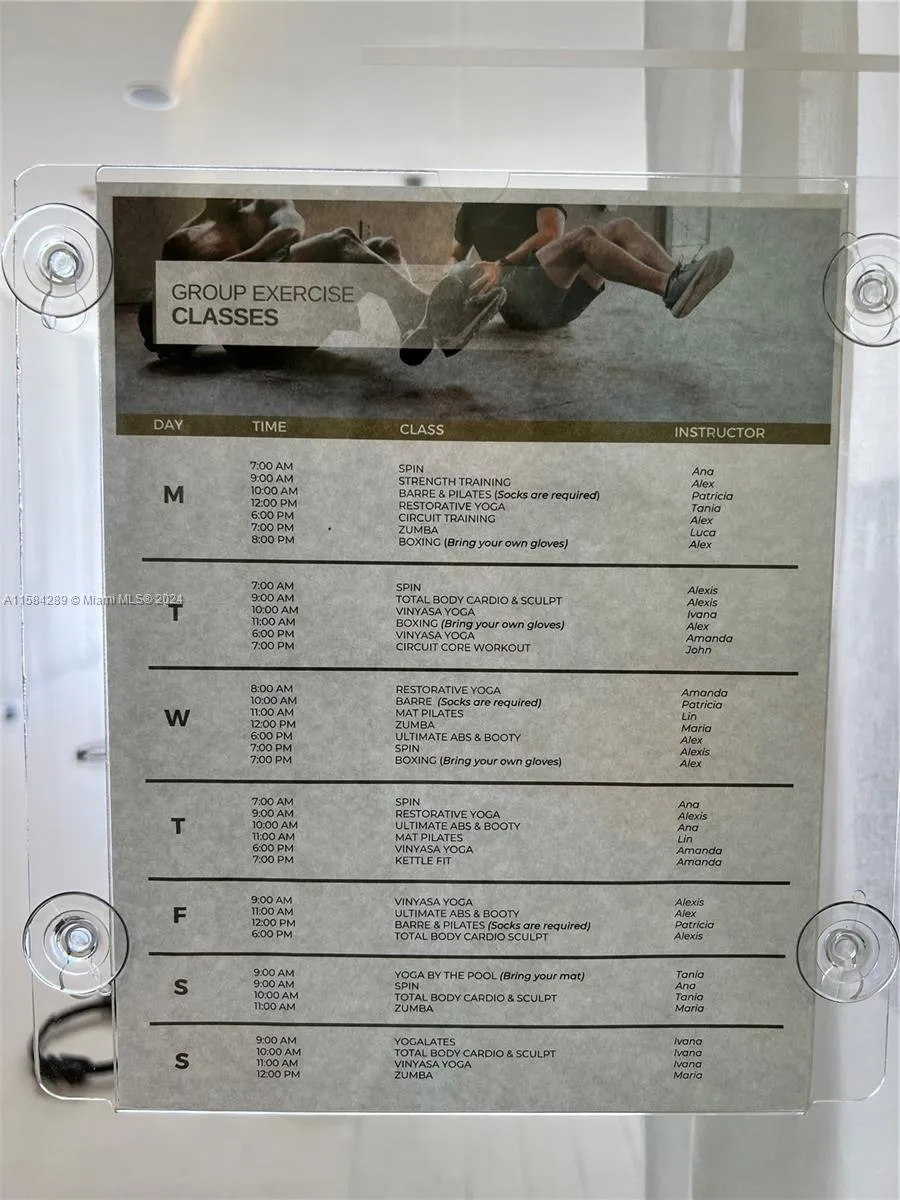 GROUP EXERCISE
CLASSES
DAY TIME CLASS INSTRUCTOR
M
7:00 AM SPIN Ana
9:00 AM STRENGTH TRAINING Alex
10:00 AM BARRE & PILATES (Socks are required) Patricia
12:00 PM RESTORATIVE YOGA Tania
6:00 PM CIRCUIT TRAINING Alex
7:00 PM ZUMBA Luca
8:00 PM BOXING (Bring your own gloves) Alex
A11584289 © Miami MLS® 2024
T
7:00 AM SPIN Alexis
9:00 AM TOTAL BODY CARDIO & SCULPT Alexis
10:00 AM VINYASA YOGA Ivana
11:00 AM BOXING (Bring your own gloves) Alex
6:00 PM VINYASA YOGA Amanda
7:00 PM CIRCUIT CORE WORKOUT John
W
8:00 AM RESTORATIVE YOGA Amanda
10:00 AM BARRE (Socks are required) Patricia
11:00 AM MAT PILATES Lin
12:00 PM ZUMBA Maria
6:00 PM ULTIMATE ABS & BOOTY Alex
7:00 PM SPIN Alexis
7:00 PM BOXING (Bring your own gloves) Alex
T
7:00 AM SPIN Ana
9:00 AM RESTORATIVE YOGA Alexis
10:00 AM ULTIMATE ABS & BOOTY Ana
11:00 AM MAT PILATES Lin
6:00 PM VINYASA YOGA Amanda
7:00 PM KETTLE FIT Amanda
F
9:00 AM VINYASA YOGA Alexis
11:00 AM ULTIMATE ABS & BOOTY Alex
12:00 PM BARRE & PILATES (Socks are required) Patricia
6:00 PM TOTAL BODY CARDIO SCULPT Alexis
S
9:00 AM YOGA BY THE POOL (Bring your mat) Tania
9:00 AM SPIN Ana
10:00 AM TOTAL BODY CARDIO & SCULPT Tania
11:00 AM ZUMBA Maria
S
9:00 AM YOGALATES Ivana
10:00 AM TOTAL BODY CARDIO & SCULPT Ivana
11:00 AM VINYASA YOGA Ivana
12:00 PM ZUMBA Maria